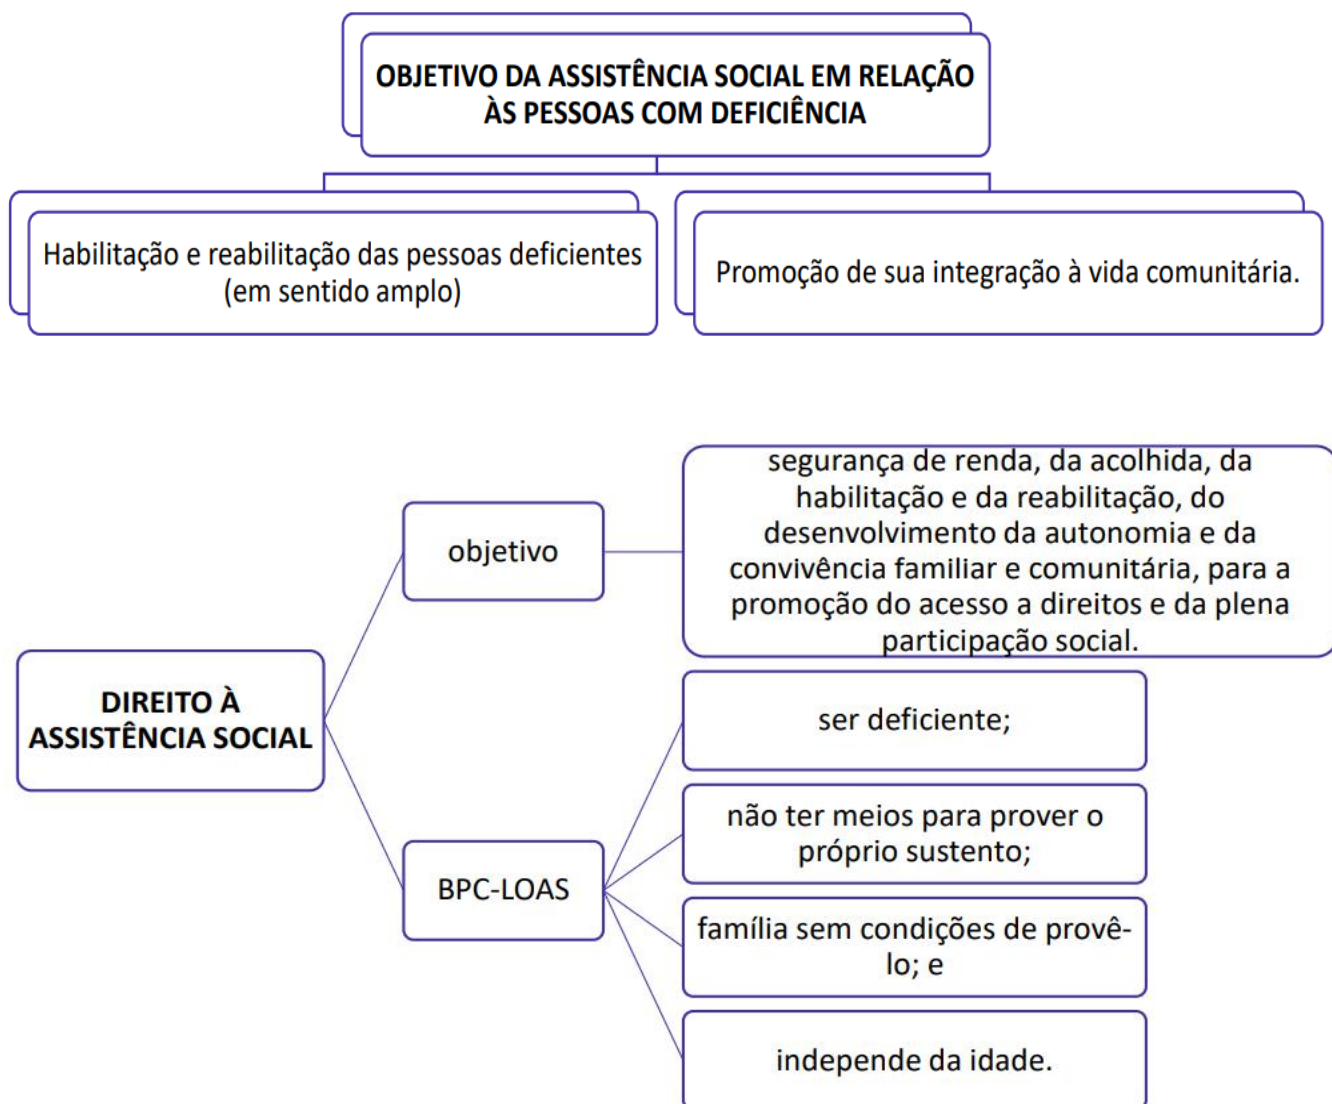 OBJETIVO DA ASSISTÊNCIA SOCIAL EM RELAÇÃO
ÀS PESSOAS COM DEFICIÊNCIA
Habilitação e reabilitação das pessoas deficientes
(em sentido amplo)
Promoção de sua integração à vida comunitária.
DIREITO À
ASSISTÊNCIA SOCIAL
objetivo
segurança de renda, da acolhida, da
habilitação e da reabilitação, do
desenvolvimento da autonomia e da
convivência familiar e comunitária, para a
promoção do acesso a direitos e da plena
participação social.
BPC-LOAS
ser deficiente;
não ter meios para prover o
próprio sustento;
família sem condições de provê-
lo; e
independe da idade.